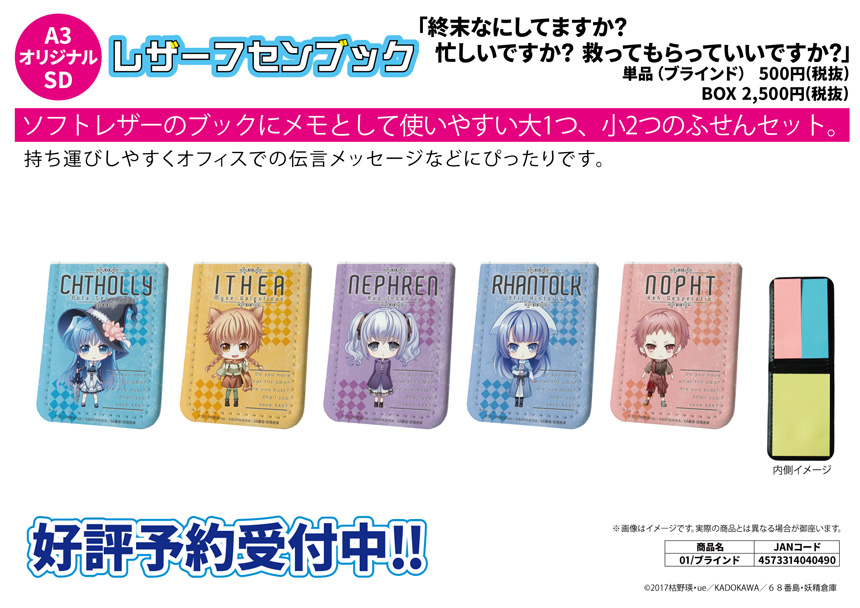 A3
オリジナル
SD
レザーフセンブック
「終末なにしてますか?
忙しいですか? 救ってもらっていいですか?」
単品(ブラインド) 500円(税抜)
BOX 2,500円(税抜)
ソフトレザーのブックにメモとして使いやすい大1つ、小2つのふせんセット。
持ち運びしやすくオフィスでの伝言メッセージなどにぴったりです。
CHTHOLLY
ITHEA
NEPHREN
RHANTOLK
NOPHT
内側イメージ
好評予約受付中!!
※画像はイメージです。実際の商品とは異なる場合が御座います。
商品名 JANコード
01/ブラインド 4573314040490
©2017枯野瑛・ue/KADOKAWA/68番島・妖精倉庫